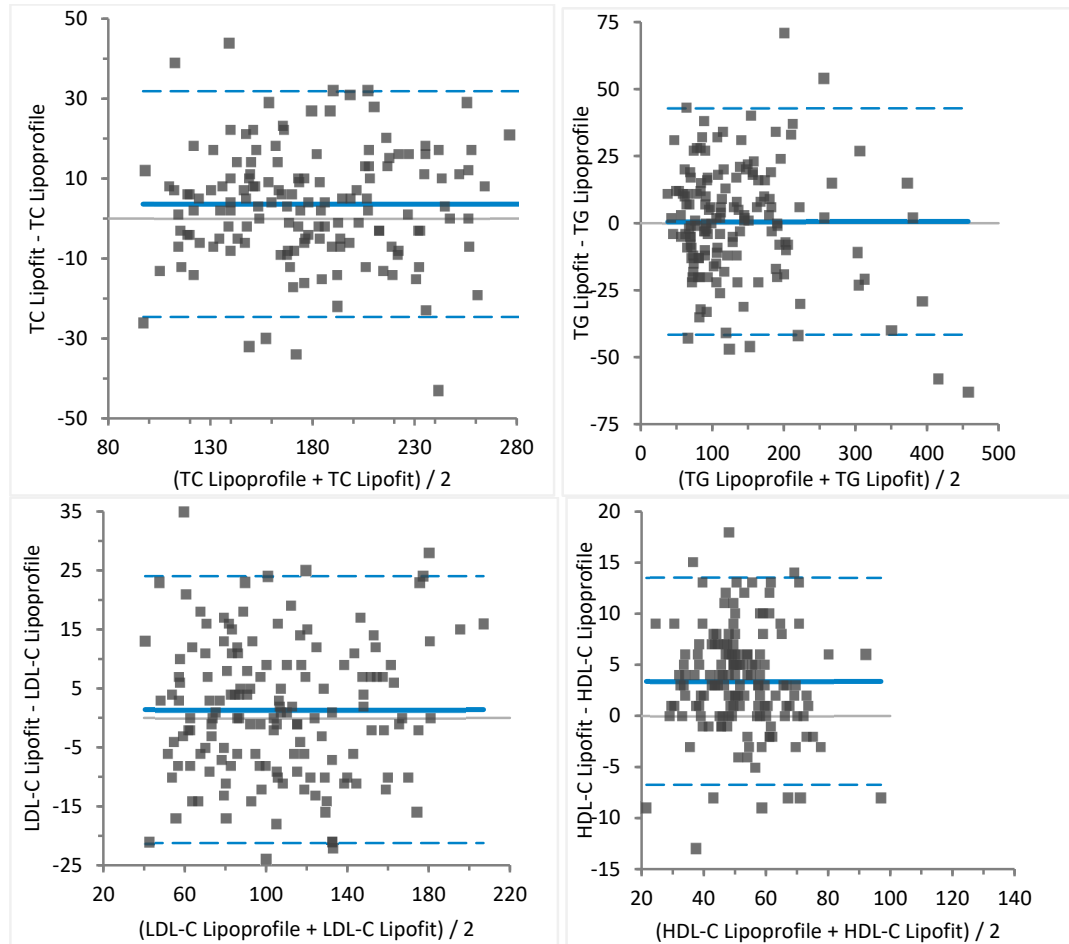 TC Lipofit - TC Lipoprofile
50
30
10
-10
-30
-50
80 130 180 230 280
(TC Lipoprofile + TC Lipofit) / 2
TG Lipofit - TG Lipoprofile
75
50
25
0
-25
-50
-75
0 100 200 300 400 500
(TG Lipoprofile + TG Lipofit) / 2
LDL-C Lipofit - LDL-C Lipoprofile
35
25
15
5
-5
-15
-25
20 60 100 140 180 220
(LDL-C Lipoprofile + LDL-C Lipofit) / 2
HDL-C Lipofit - HDL-C Lipoprofile
20
15
10
5
0
-5
-10
-15
20 40 60 80 100 120 140
(HDL-C Lipoprofile + HDL-C Lipofit) / 2